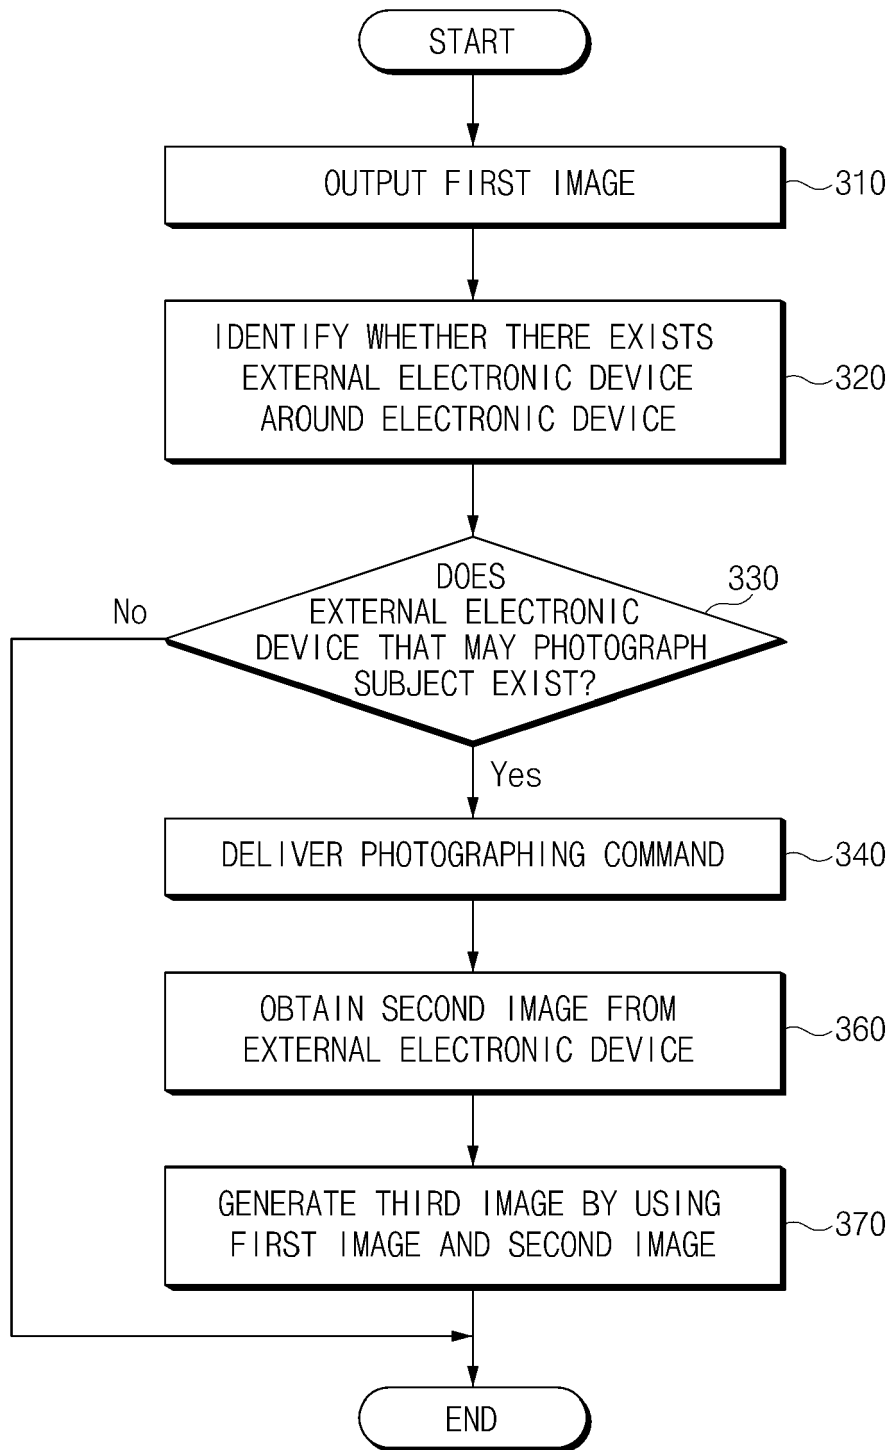 START
OUTPUT FIRST IMAGE
310
IDENTIFY WHETHER THERE EXISTS
EXTERNAL ELECTRONIC DEVICE
AROUND ELECTRONIC DEVICE
320
DOES
EXTERNAL ELECTRONIC
DEVICE THAT MAY PHOTOGRAPH
SUBJECT EXIST?
330
No
Yes
DELIVER PHOTOGRAPHING COMMAND
340
OBTAIN SECOND IMAGE FROM
EXTERNAL ELECTRONIC DEVICE
360
GENERATE THIRD IMAGE BY USING
FIRST IMAGE AND SECOND IMAGE
370
END